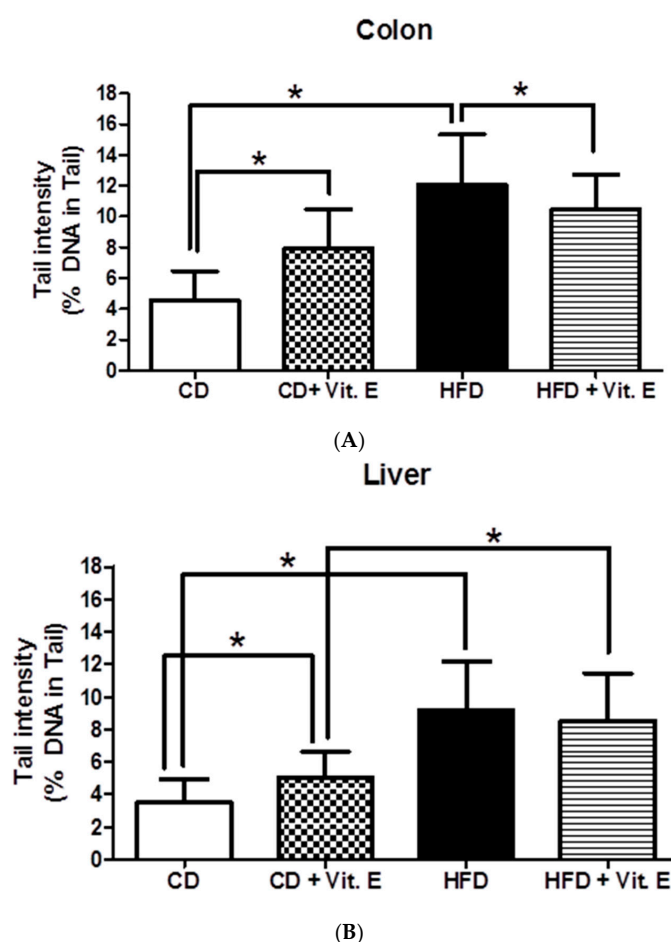 Colon
*
*
*
18
16
14
12
10
8
6
4
2
0
Tail intensity
(% DNA in Tail)
CD
CD+ Vit. E
HFD
HFD + Vit. E
(A)
Liver
*
*
*
18
16
14
12
10
8
6
4
2
0
Tail intensity
(% DNA in Tail)
CD
CD + Vit. E
HFD
HFD + Vit. E
(B)